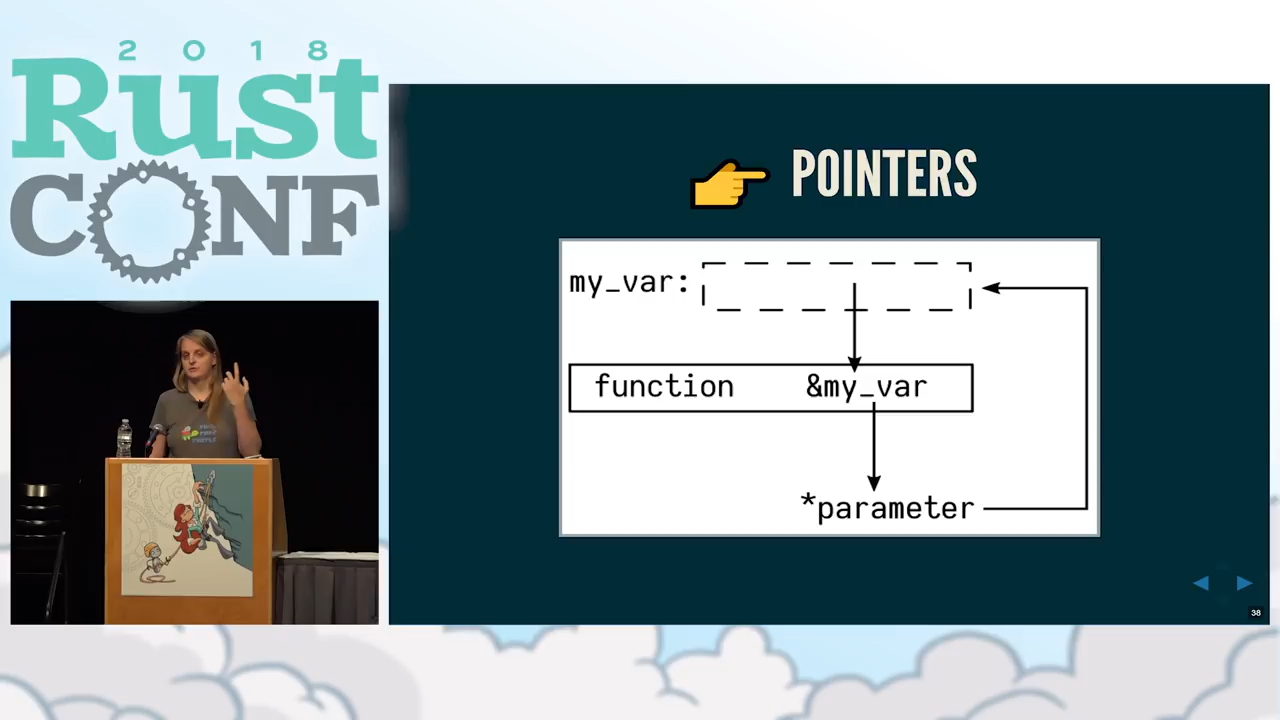 2018
Rust
CONF
POINTERS
my_var:
function &my_var
*parameter
38